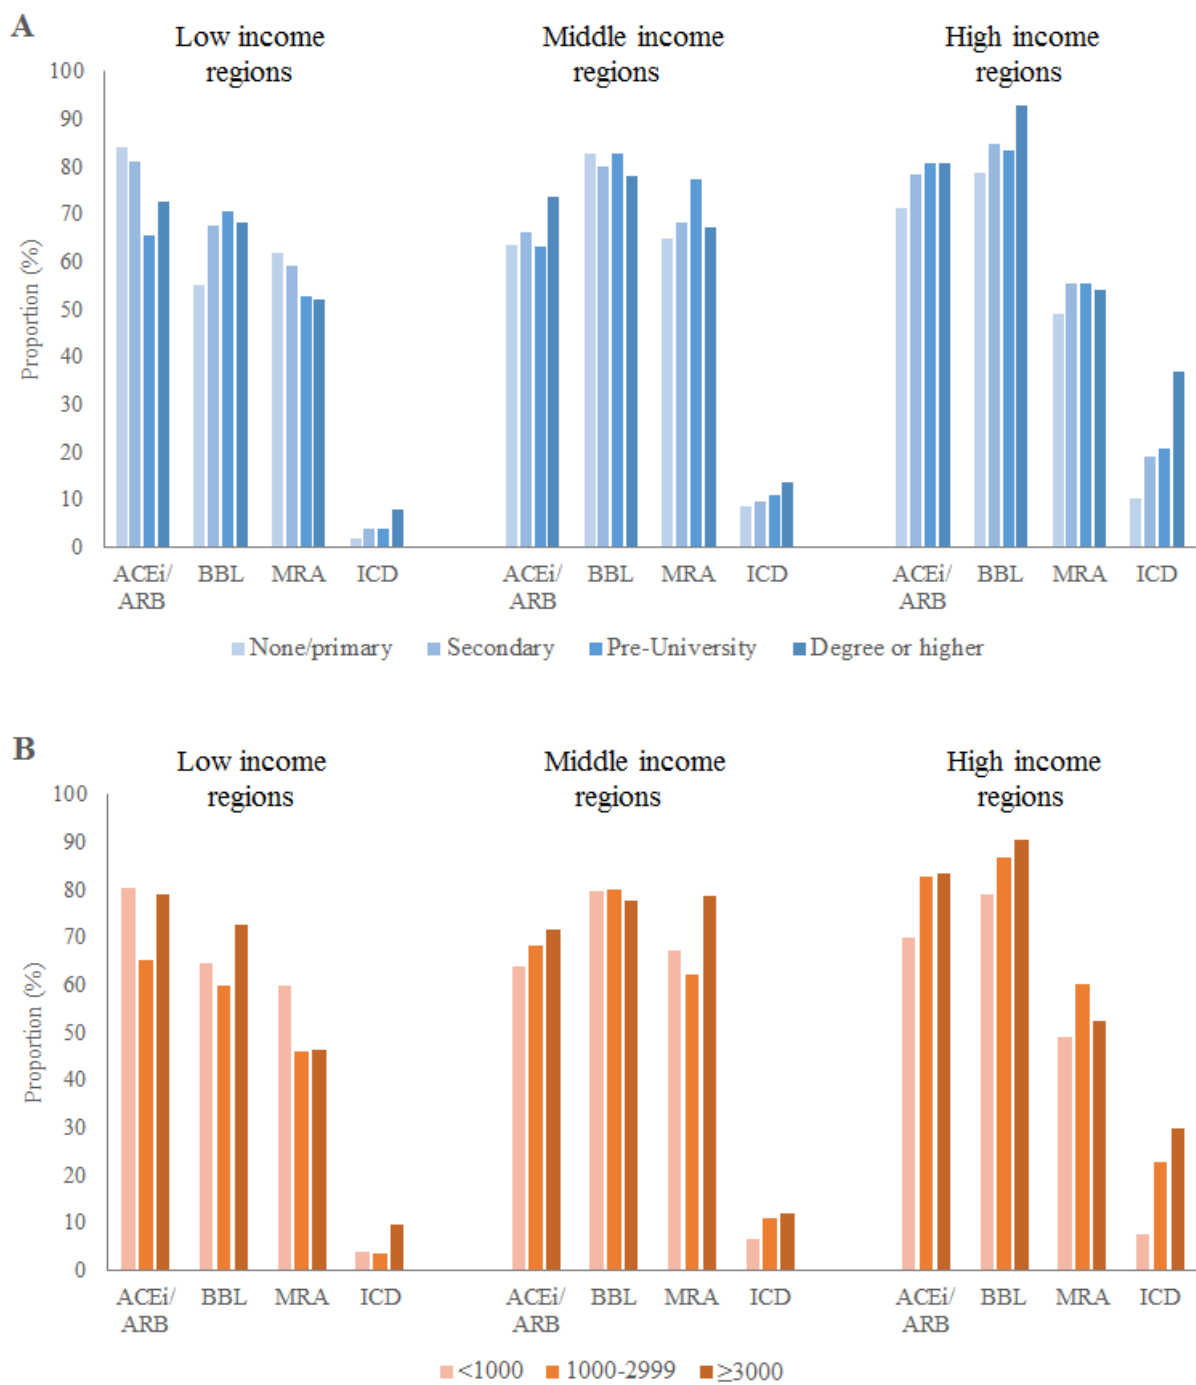 A
Low income
regions
Middle income
regions
High income
regions
Proportion (%)
100
90
80
70
60
50
40
30
20
10
0
ACEi/
ARB
BBL
MRA
ICD
ACEi/
ARB
BBL
MRA
ICD
ACEi/
ARB
BBL
MRA
ICD
None/primary
Secondary
Pre-University
Degree or higher
B
Low income
regions
Middle income
regions
High income
regions
Proportion (%)
100
90
80
70
60
50
40
30
20
10
0
ACEi/
ARB
BBL
MRA
ICD
ACEi/
ARB
BBL
MRA
ICD
ACEi/
ARB
BBL
MRA
ICD
<1000
1000-2999
≥3000